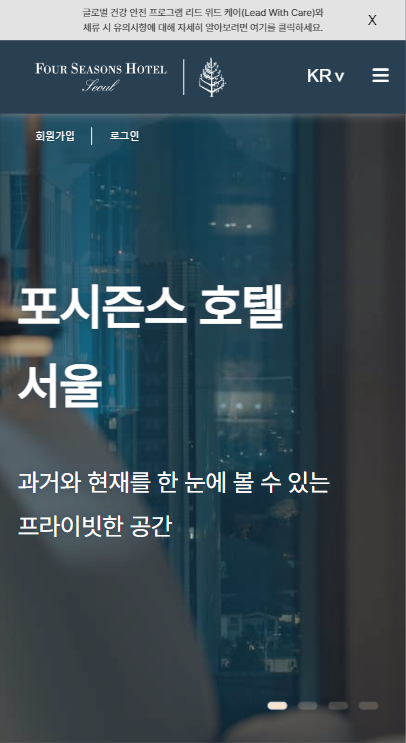 글로벌 건강 안전 프로그램 리드 위드 케어(Lead With Care)와
체류 시 유의사항에 대해 자세히 알아보려면 여기를 클릭하세요.
X
FOUR SEASONS HOTEL
Seoul
KR v
회원가입 로그인
포시즌스 호텔
서울
과거와 현재를 한 눈에 볼 수 있는
프라이빗한 공간